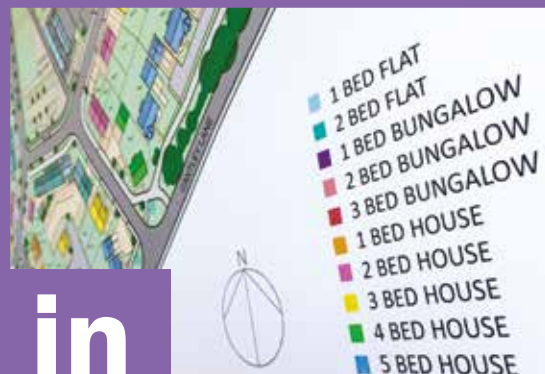 1 BED FLAT
2 BED FLAT
1 BED BUNGALOW
2 BED BUNGALOW
3 BED BUNGALOW
1 BED HOUSE
2 BED HOUSE
3 BED HOUSE
4 BED HOUSE
5 BED HOUSE
N
in